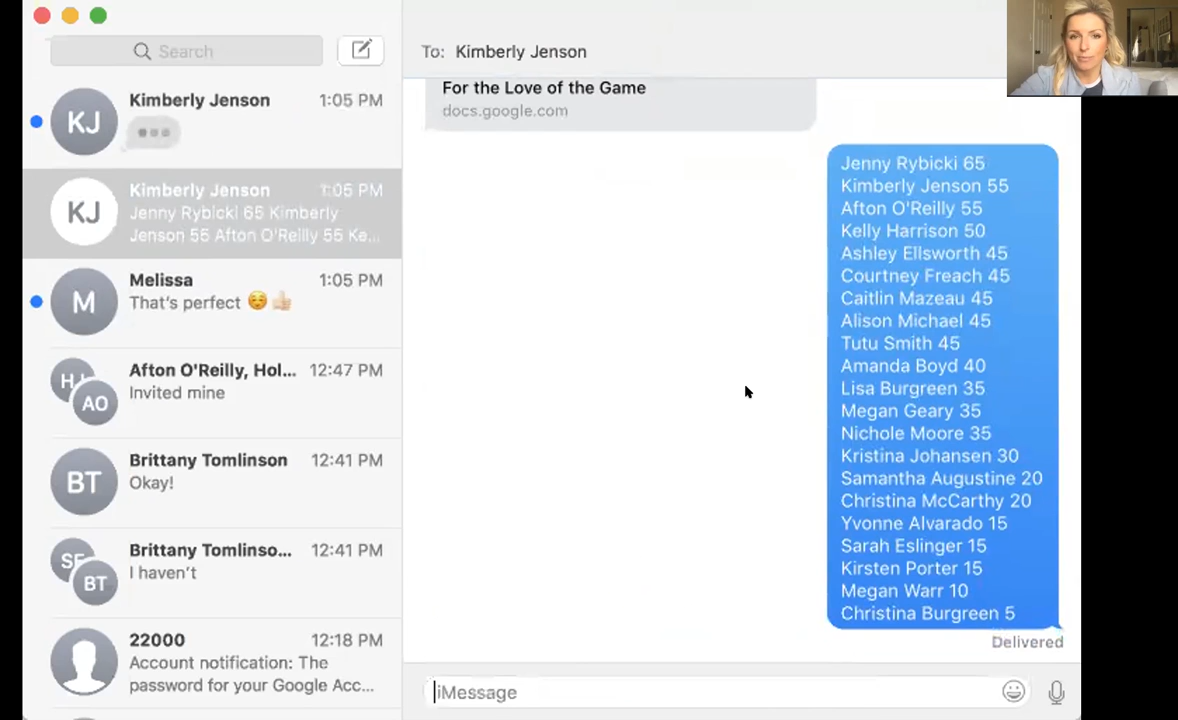 Search
Kimberly Jenson 1:05 PM
KJ
Kimberly Jenson 1:05 PM
KJ
Jenny Rybicki 65 Kimberly
Jenson 55 Afton O'Reilly 55 Ke...
Melissa 1:05 PM
M
That's perfect ☺️👍🏻
Afton O'Reilly, Hol... 12:47 PM
Invited mine
AO
Brittany Tomlinson 12:41 PM
BT
Okay!
Brittany Tomlinso... 12:41 PM
I haven't
BT
22000 12:18 PM
Account notification: The
password for your Google Acc...
To: Kimberly Jenson
For the Love of the Game
docs.google.com
Jenny Rybicki 65
Kimberly Jenson 55
Afton O'Reilly 55
Kelly Harrison 50
Ashley Ellsworth 45
Courtney Freach 45
Caitlin Mazeau 45
Alison Michael 45
Tutu Smith 45
Amanda Boyd 40
Lisa Burgreen 35
Megan Geary 35
Nichole Moore 35
Kristina Johansen 30
Samantha Augustine 20
Christina McCarthy 20
Yvonne Alvarado 15
Sarah Eslinger 15
Kirsten Porter 15
Megan Warr 10
Christina Burgreen 5
Delivered
iMessage